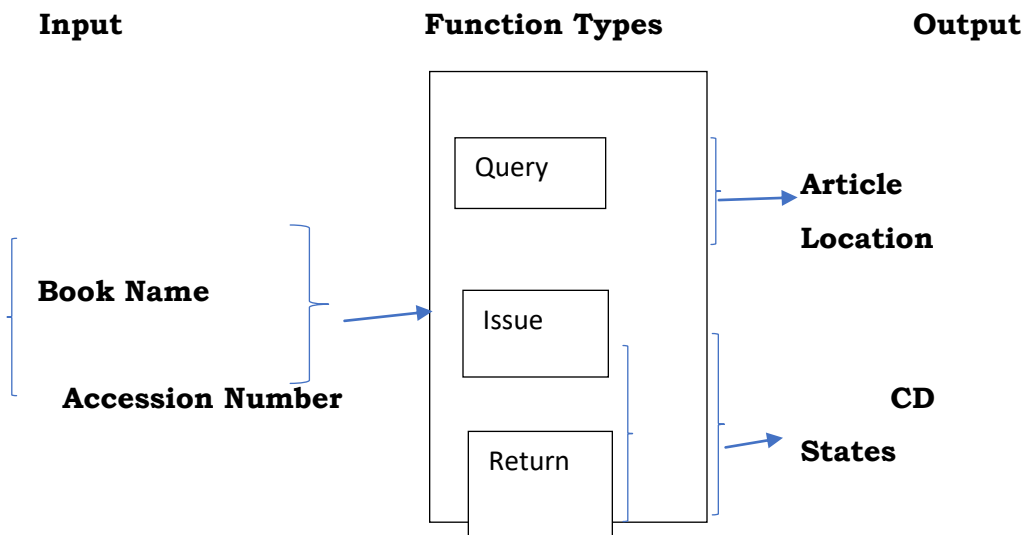 Input Function Types Output
Query
Article
Location
Book Name
Issue
Accession Number
CD
States
Return